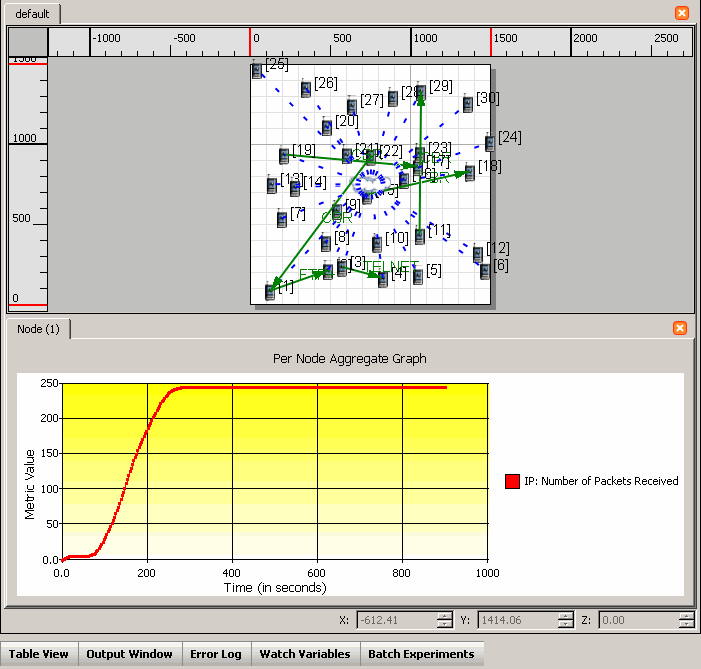 default
-1000 -500 0 500 1000 1500 2000 2500
1500
1000
500
0
[25]
[26]
[27] [28] [29]
[30]
[20]
[24]
[19] [21] [22] [23]
[17]
[18]
[13] [14]
[9]
[7]
[8] [10] [11]
[12]
[1] [3] [4] [5] [6]
CBR
TELNET
Node (1)
Per Node Aggregate Graph
Metric Value
250
200
150
100
50
0.0
0.0 200 400 600 800 1000
Time (in seconds)
IP: Number of Packets Received
X: -612.41 Y: 1414.06 Z: 0.00
Table View Output Window Error Log Watch Variables Batch Experiments